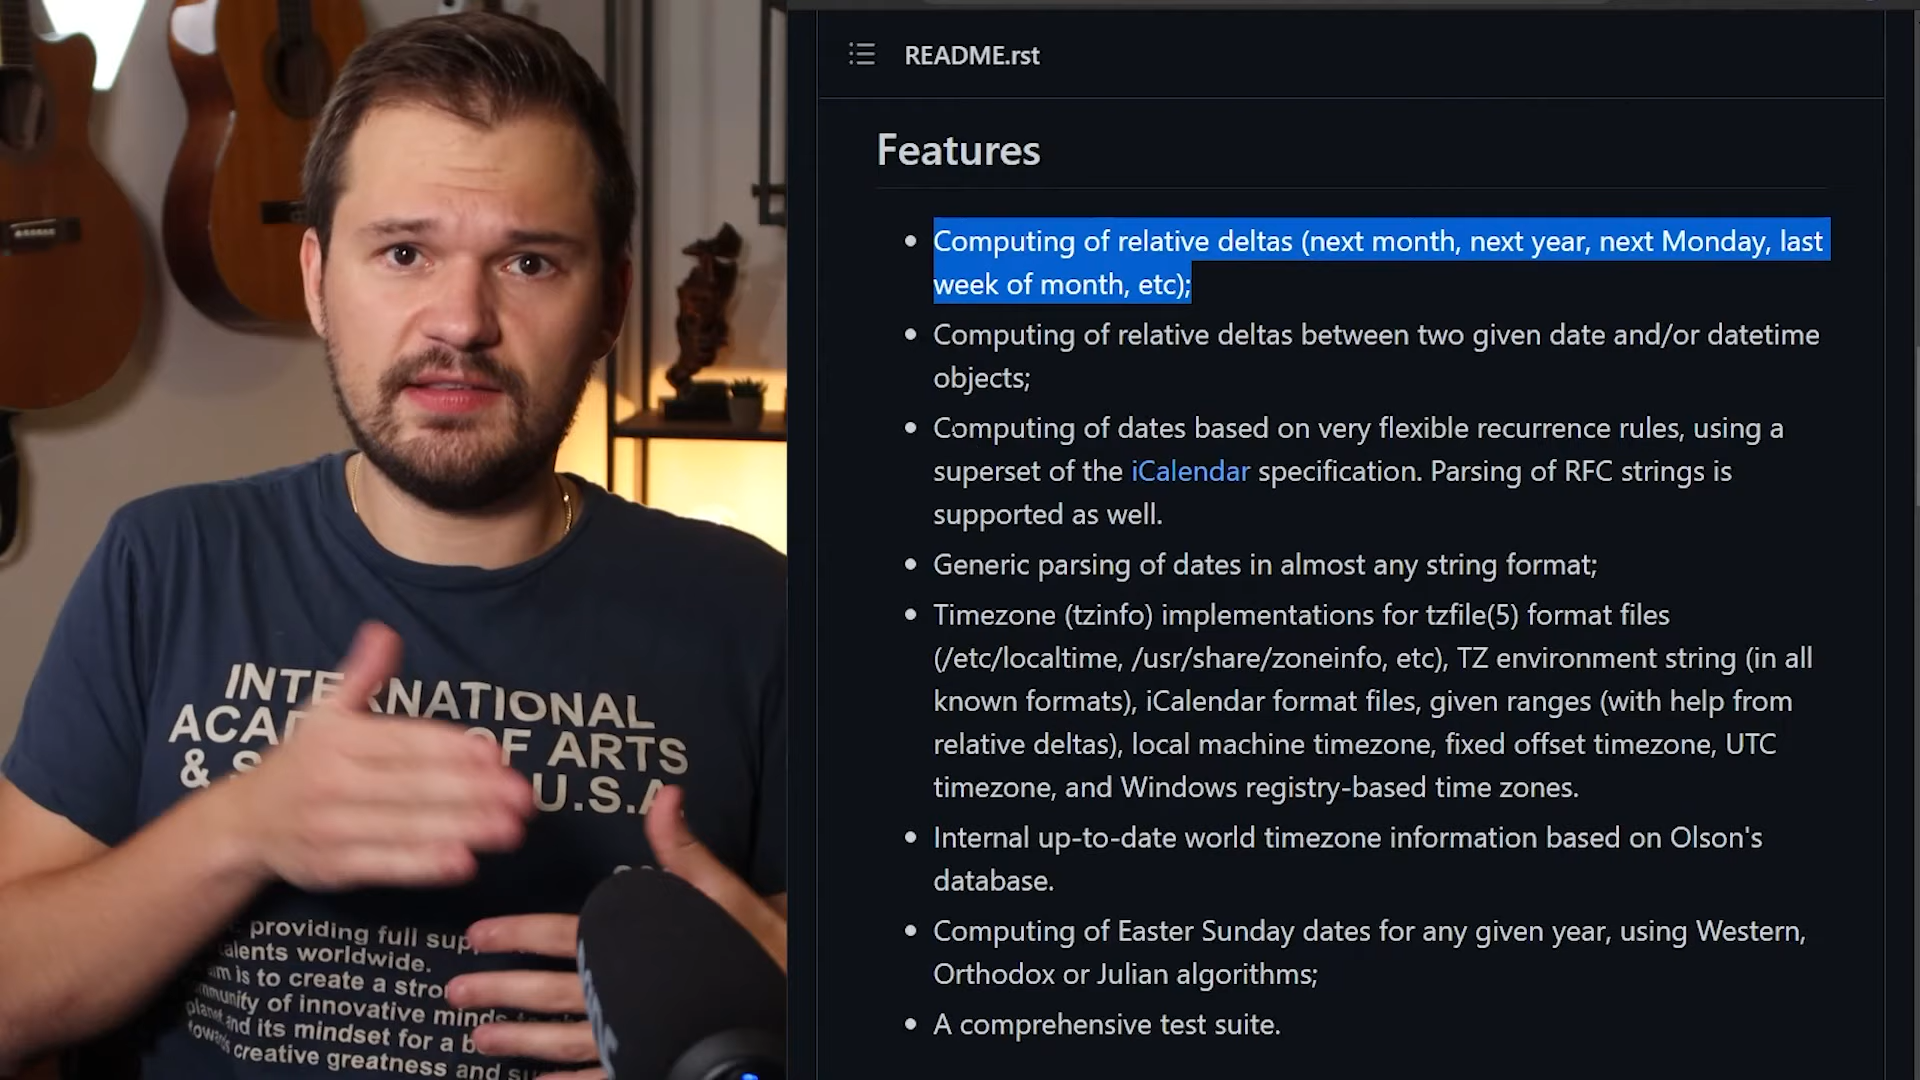 README.rst
Features
Computing of relative deltas (next month, next year, next Monday, last
week of month, etc);
Computing of relative deltas between two given date and/or datetime
objects;
Computing of dates based on very flexible recurrence rules, using a
superset of the iCalendar specification. Parsing of RFC strings is
supported as well.
Generic parsing of dates in almost any string format;
Timezone (tzinfo) implementations for tzfile(5) format files
(/etc/localtime, /usr/share/zoneinfo, etc), TZ environment string (in all
known formats), iCalendar format files, given ranges (with help from
relative deltas), local machine timezone, fixed offset timezone, UTC
timezone, and Windows registry-based time zones.
Internal up-to-date world timezone information based on Olson's
database.
Computing of Easter Sunday dates for any given year, using Western,
Orthodox or Julian algorithms;
A comprehensive test suite.
INTERNATIONAL
OF ARTS
& U.S.A.
providing full
worldwide.
is to create a
of innovative
and its mindset for a
creative greatness and